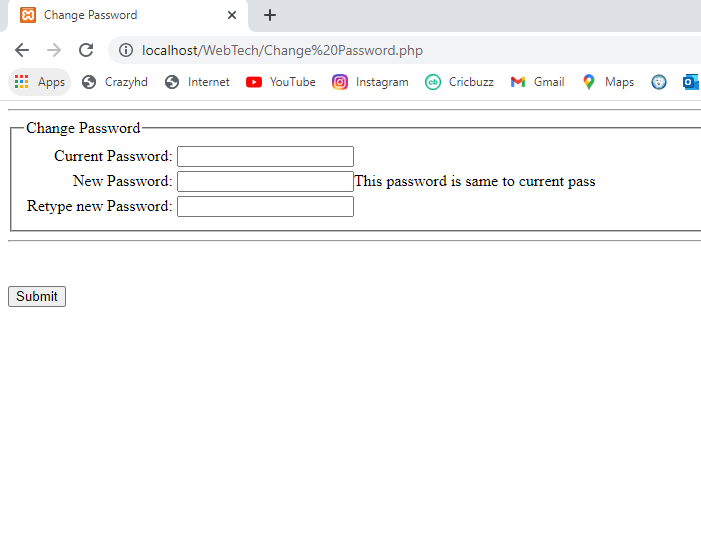 Change Password
localhost/WebTech/Change%20Password.php
Apps Crazyhd Internet YouTube Instagram cb Cricbuzz Gmail Maps
Change Password
Current Password:
New Password: This password is same to current pass
Retype new Password:
Submit